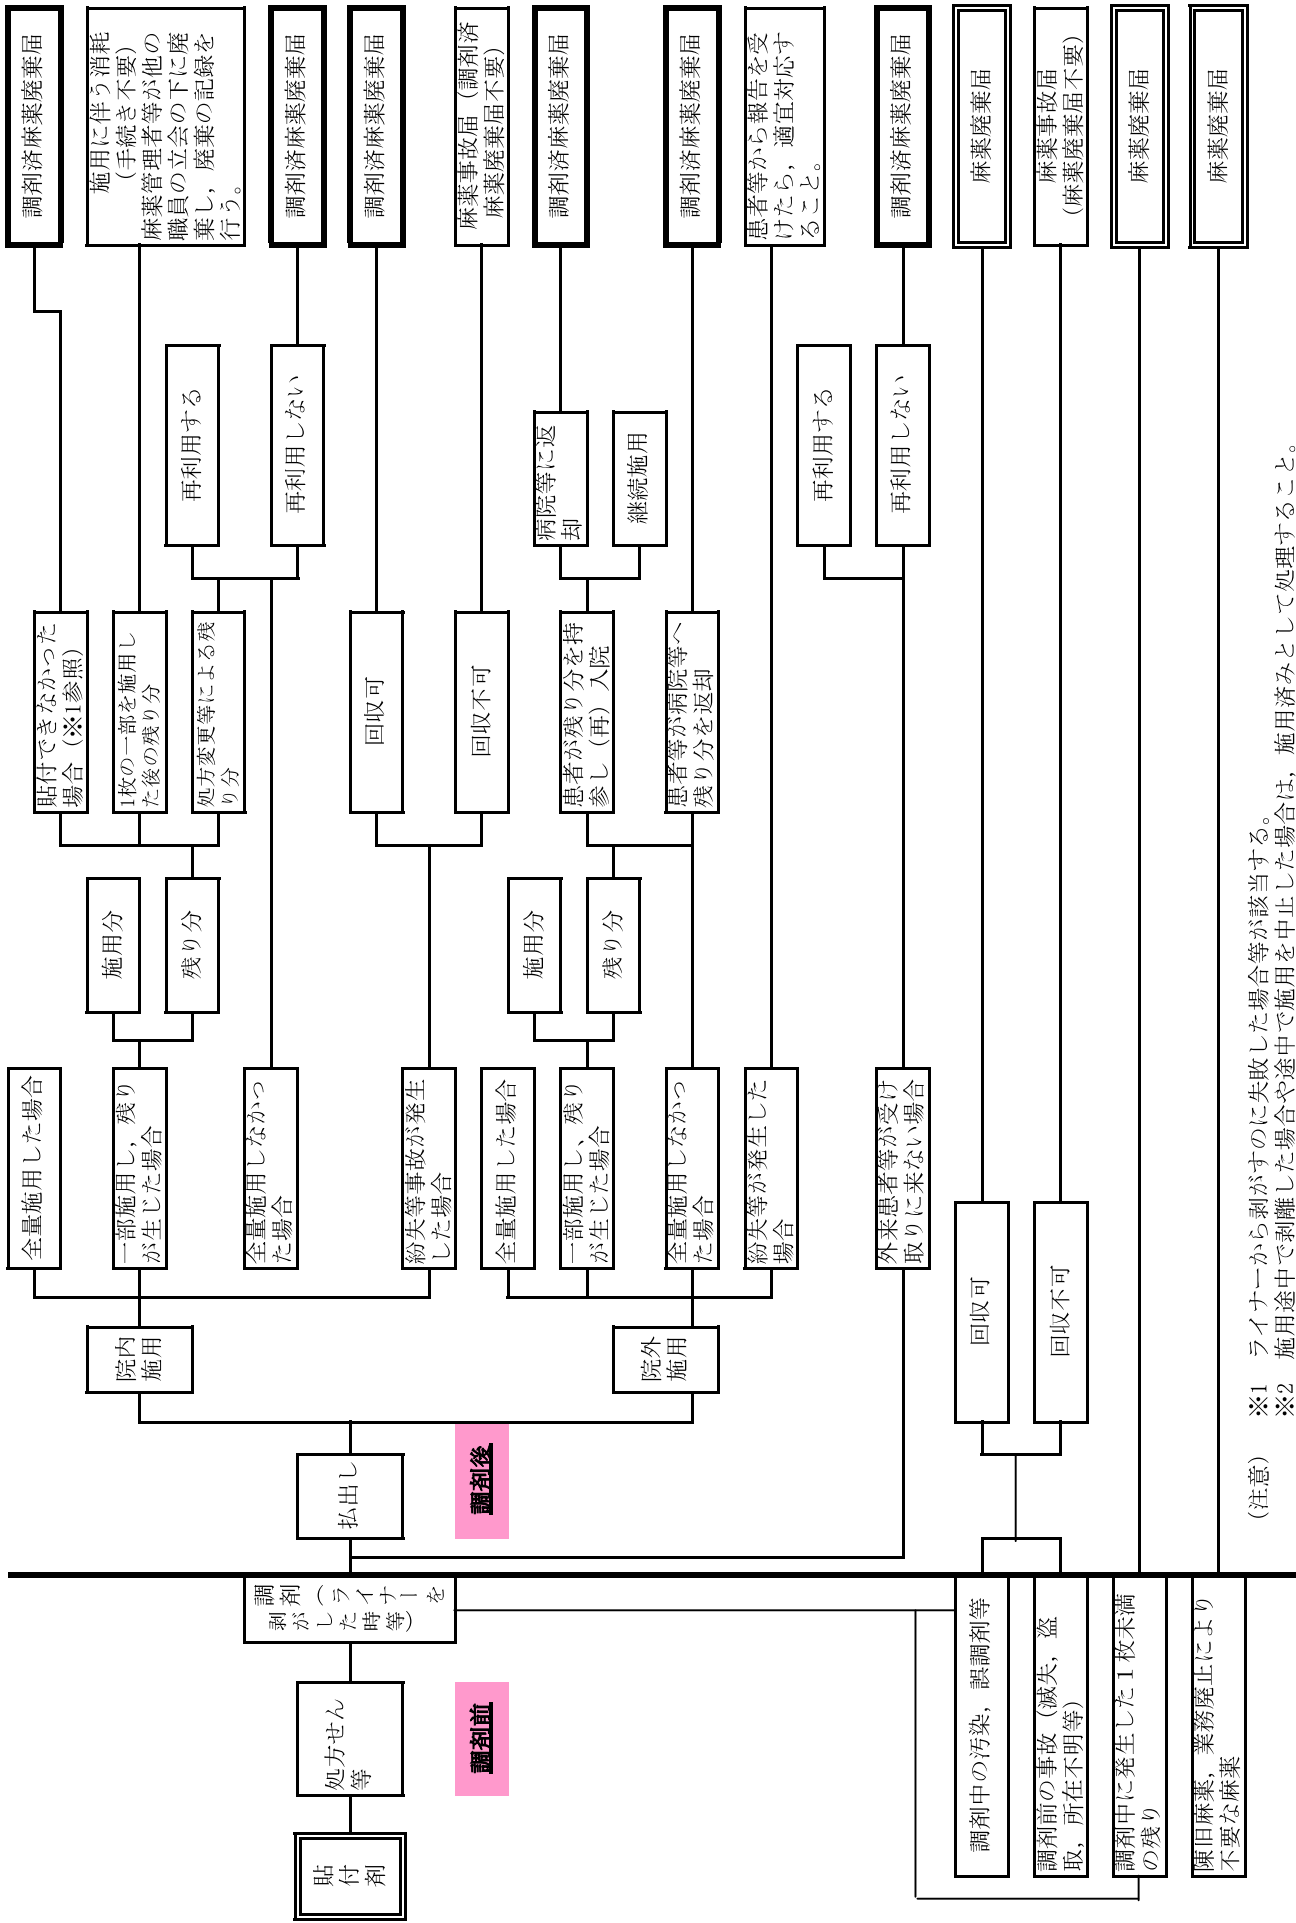 貼付剤
処方せん
等
調剤（ライナーを
剥がした時等）
調剤前
調剤後
払出し
院内
施用
院外
施用
全量施用した場合
一部施用し，残り
が生じた場合
全量施用しなかっ
た場合
紛失等事故が発生
した場合
施用分
残り分
貼付できなかった
場合（※1参照）
1枚の一部を施用し
た後の残り分
処方変更等による残
り分
回収可
回収不可
再利用する
再利用しない
調剤済麻薬廃棄届
施用に伴う消耗
（手続き不要）
麻薬管理者等が他の
職員の立会の下に廃
棄し，廃棄の記録を
行う。
調剤済麻薬廃棄届
調剤済麻薬廃棄届
麻薬事故届（調剤済
麻薬廃棄届不要）
全量施用した場合
一部施用し、残り
が生じた場合
全量施用しなかっ
た場合
紛失等が発生した
場合
施用分
残り分
患者が残り分を持
参し（再）入院
患者等が病院等へ
残り分を返却
病院等に返
却
継続施用
調剤済麻薬廃棄届
調剤済麻薬廃棄届
患者等から報告を受
けたら，適宜対応す
ること。
外来患者等が受け
取りに来ない場合
再利用する
再利用しない
調剤済麻薬廃棄届
調剤中の汚染，誤調剤等
調剤前の事故（滅失，盗
取，所在不明等）
回収可
回収不可
麻薬廃棄届
麻薬事故届
（麻薬廃棄届不要）
調剤中に発生した１枚未満
の残り
麻薬廃棄届
陳旧麻薬，業務廃止により
不要な麻薬
麻薬廃棄届
（注意） ※1 ライナーから剥がすのに失敗した場合等が該当する。
※2 施用途中で剥離した場合や途中で施用を中止した場合は，施用済みとして処理すること。